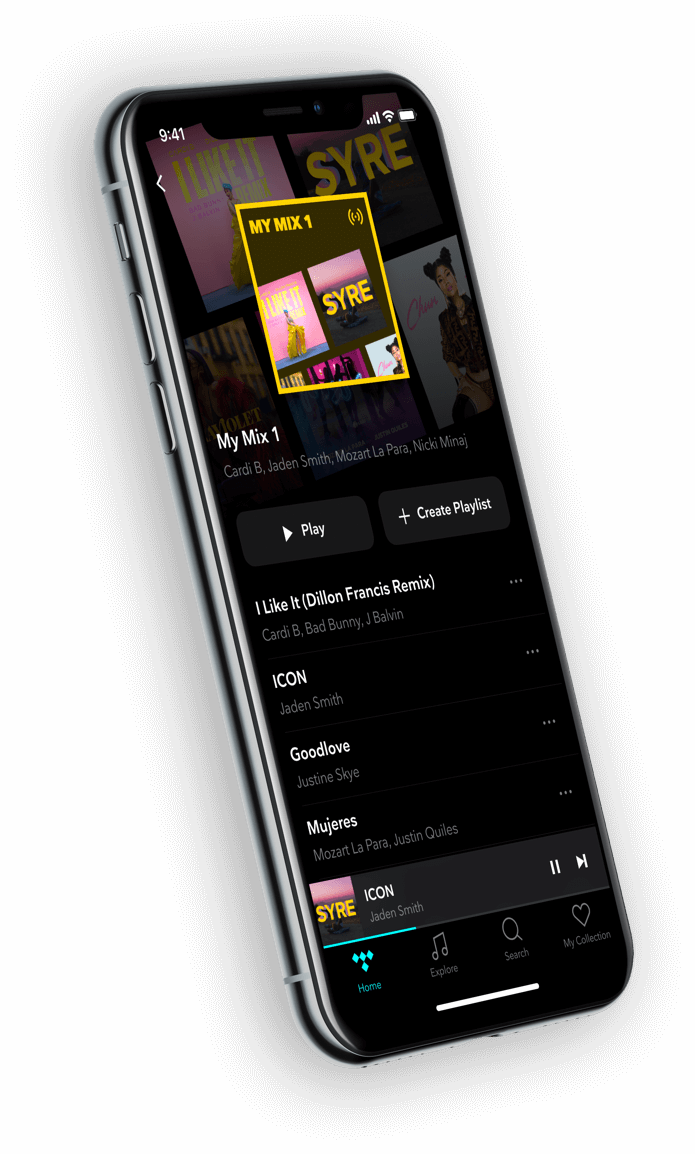 9:41
I LIKE IT
SYRE
MY MIX 1
I LIKE IT
SYRE
Chun
My Mix 1
Cardi B, Jaden Smith, Mozart La Para, Nicki Minaj
Play
Create Playlist
I Like It (Dillon Francis Remix)
Cardi B, Bad Bunny, J Balvin
ICON
Jaden Smith
Goodlove
Justine Skye
Mujeres
Mozart La Para, Justin Quiles
SYRE
ICON
Jaden Smith
Home
Explore
Search
My Collection